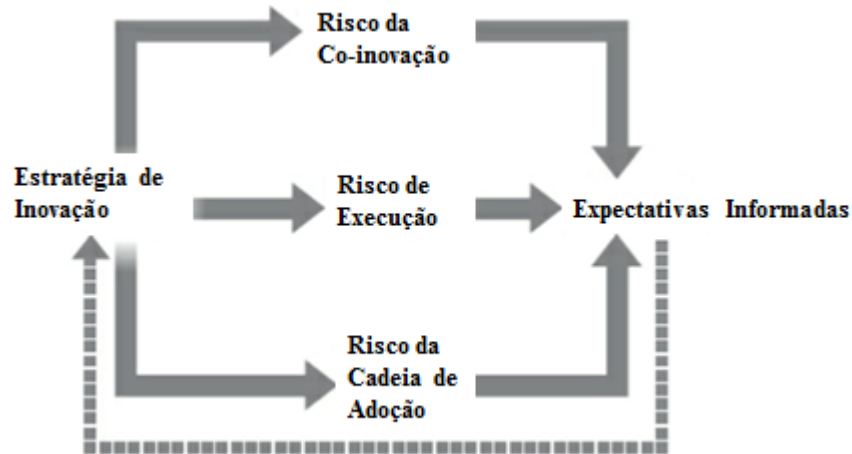 Risco da
Co-inovação
Estratégia de
Inovação
Risco de
Execução
Expectativas Informadas
Risco da
Cadeia de
Adoção